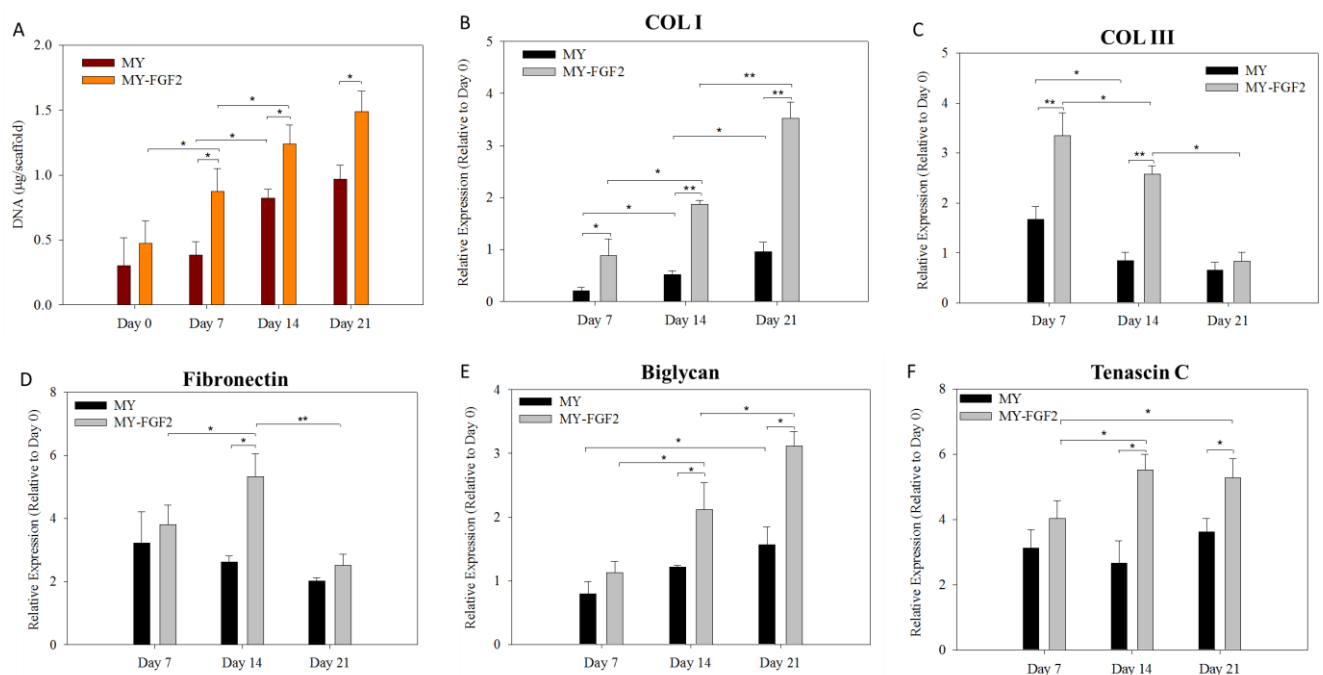 A
2.0
1.5
1.0
0.5
0.0
DNA (µg/scaffold)
MY
MY-FGF2
*
*
*
*
*
*
Day 0
Day 7
Day 14
Day 21
B
COL I
5
4
3
2
1
0
Relative Expression (Relative to Day 0)
MY
MY-FGF2
**
**
*
*
**
*
*
Day 7
Day 14
Day 21
C
COL III
5
4
3
2
1
0
Relative Expression (Relative to Day 0)
MY
MY-FGF2
*
**
*
**
*
Day 7
Day 14
Day 21
D
Fibronectin
8
6
4
2
0
Relative Expression (Relative to Day 0)
MY
MY-FGF2
*
**
*
Day 7
Day 14
Day 21
E
Biglycan
4
3
2
1
0
Relative Expression (Relative to Day 0)
MY
MY-FGF2
*
*
*
*
*
Day 7
Day 14
Day 21
F
Tenascin C
8
6
4
2
0
Relative Expression (Relative to Day 0)
MY
MY-FGF2
*
*
*
*
Day 7
Day 14
Day 21